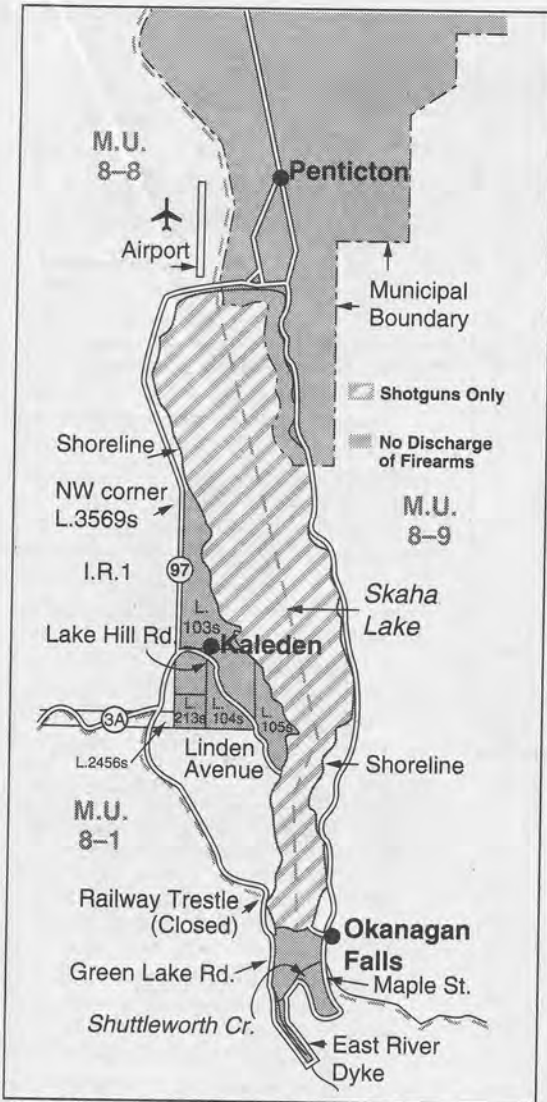 M.U.
8–8
Penticton
Airport
Municipal
Boundary
Shotguns Only
No Discharge
of Firearms
Shoreline
NW corner
L.3569s
M.U.
8–9
I.R.1
97
L.
103s
Skaha
Lake
Lake Hill Rd.
Kaleden
3A
L.
213s
L.
104s
L.
105s
L.2456s
Linden
Avenue
Shoreline
M.U.
8–1
Railway Trestle
(Closed)
Okanagan
Falls
Green Lake Rd.
Maple St.
Shuttleworth Cr.
East River
Dyke